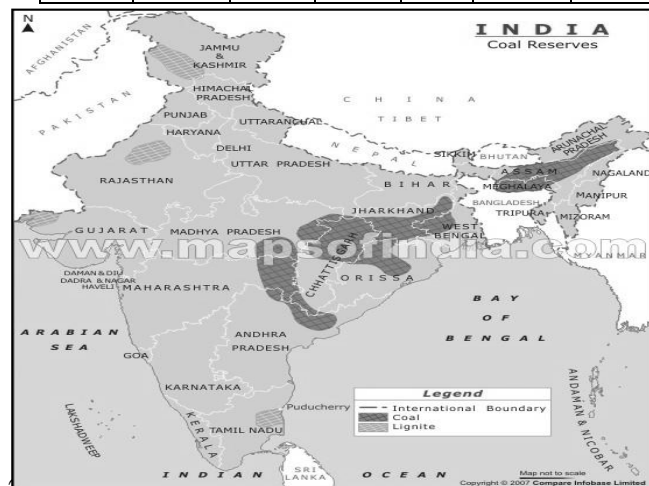 N
INDIA
Coal Reserves
AFGHANISTAN
JAMMU
&
KASHMIR
HIMACHAL
PRADESH
PAKISTAN
PUNJAB
UTTARANCHAL
HARYANA
DELHI
CHINA
TIBET
NEPAL
SIKKIM
BHUTAN
ARUNACHAL
PRADESH
ASSAM
NAGALAND
MEGHALAYA
MANIPUR
BANGLADESH
TRIPURA
MIZORAM
RAJASTHAN
UTTAR PRADESH
BIHAR
JHARKHAND
WEST
BENGAL
GUJARAT
MADHYA PRADESH
www.mapsofindia.com
MYANMAR
CHHATTISGARH
ORISSA
DAMAN & DIU
DADRA & NAGAR
HAVELI
MAHARASHTRA
ARABIAN
SEA
BAY
OF
BENGAL
ANDHRA
PRADESH
GOA
KARNATAKA
Puducherry
TAMIL NADU
KERALA
LAKSHADWEEP
ANDAMAN & NICOBAR
SRI
LANKA
INDIAN OCEAN
Legend
International Boundary
Coal
Lignite
Map not to scale
Copyright © 2007 Compare Infobase Limited